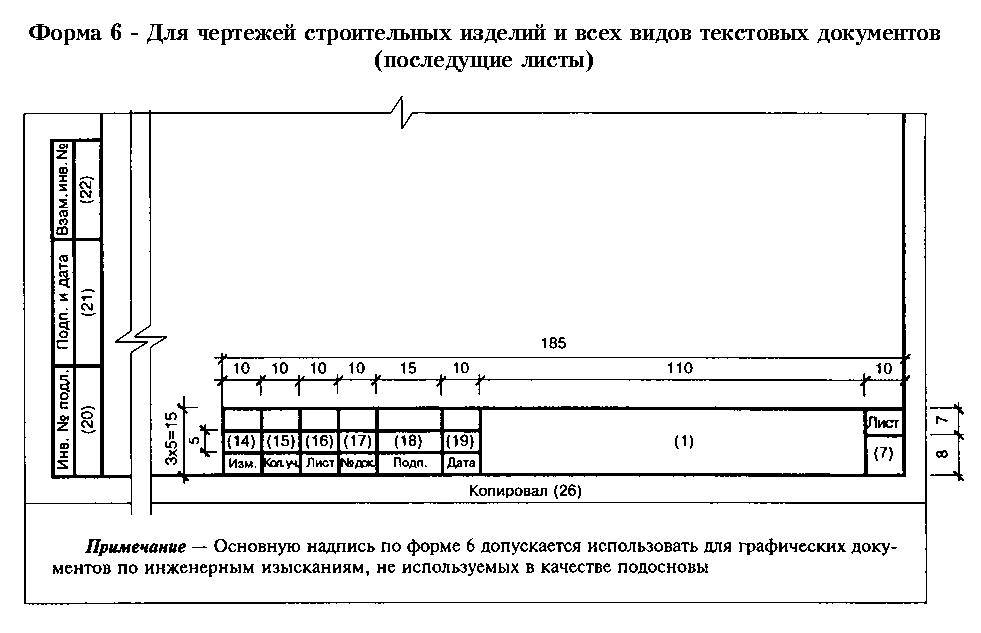 Форма 6 - Для чертежей строительных изделий и всех видов текстовых документов
(последущие листы)
Взам. инв. №
(22)
Подп. и дата
(21)
Инв. № подл.
(20)
185
10 10 10 10 15 10 110 10
3х5=15
5
(14) (15) (16) (17) (18) (19)
Изм. Кол.уч. Лист №док. Подп. Дата
(1)
Лист
(7)
7
8
Копировал (26)
Примечание — Основную надпись по форме 6 допускается использовать для графических доку-
ментов по инженерным изысканиям, не используемых в качестве подосновы